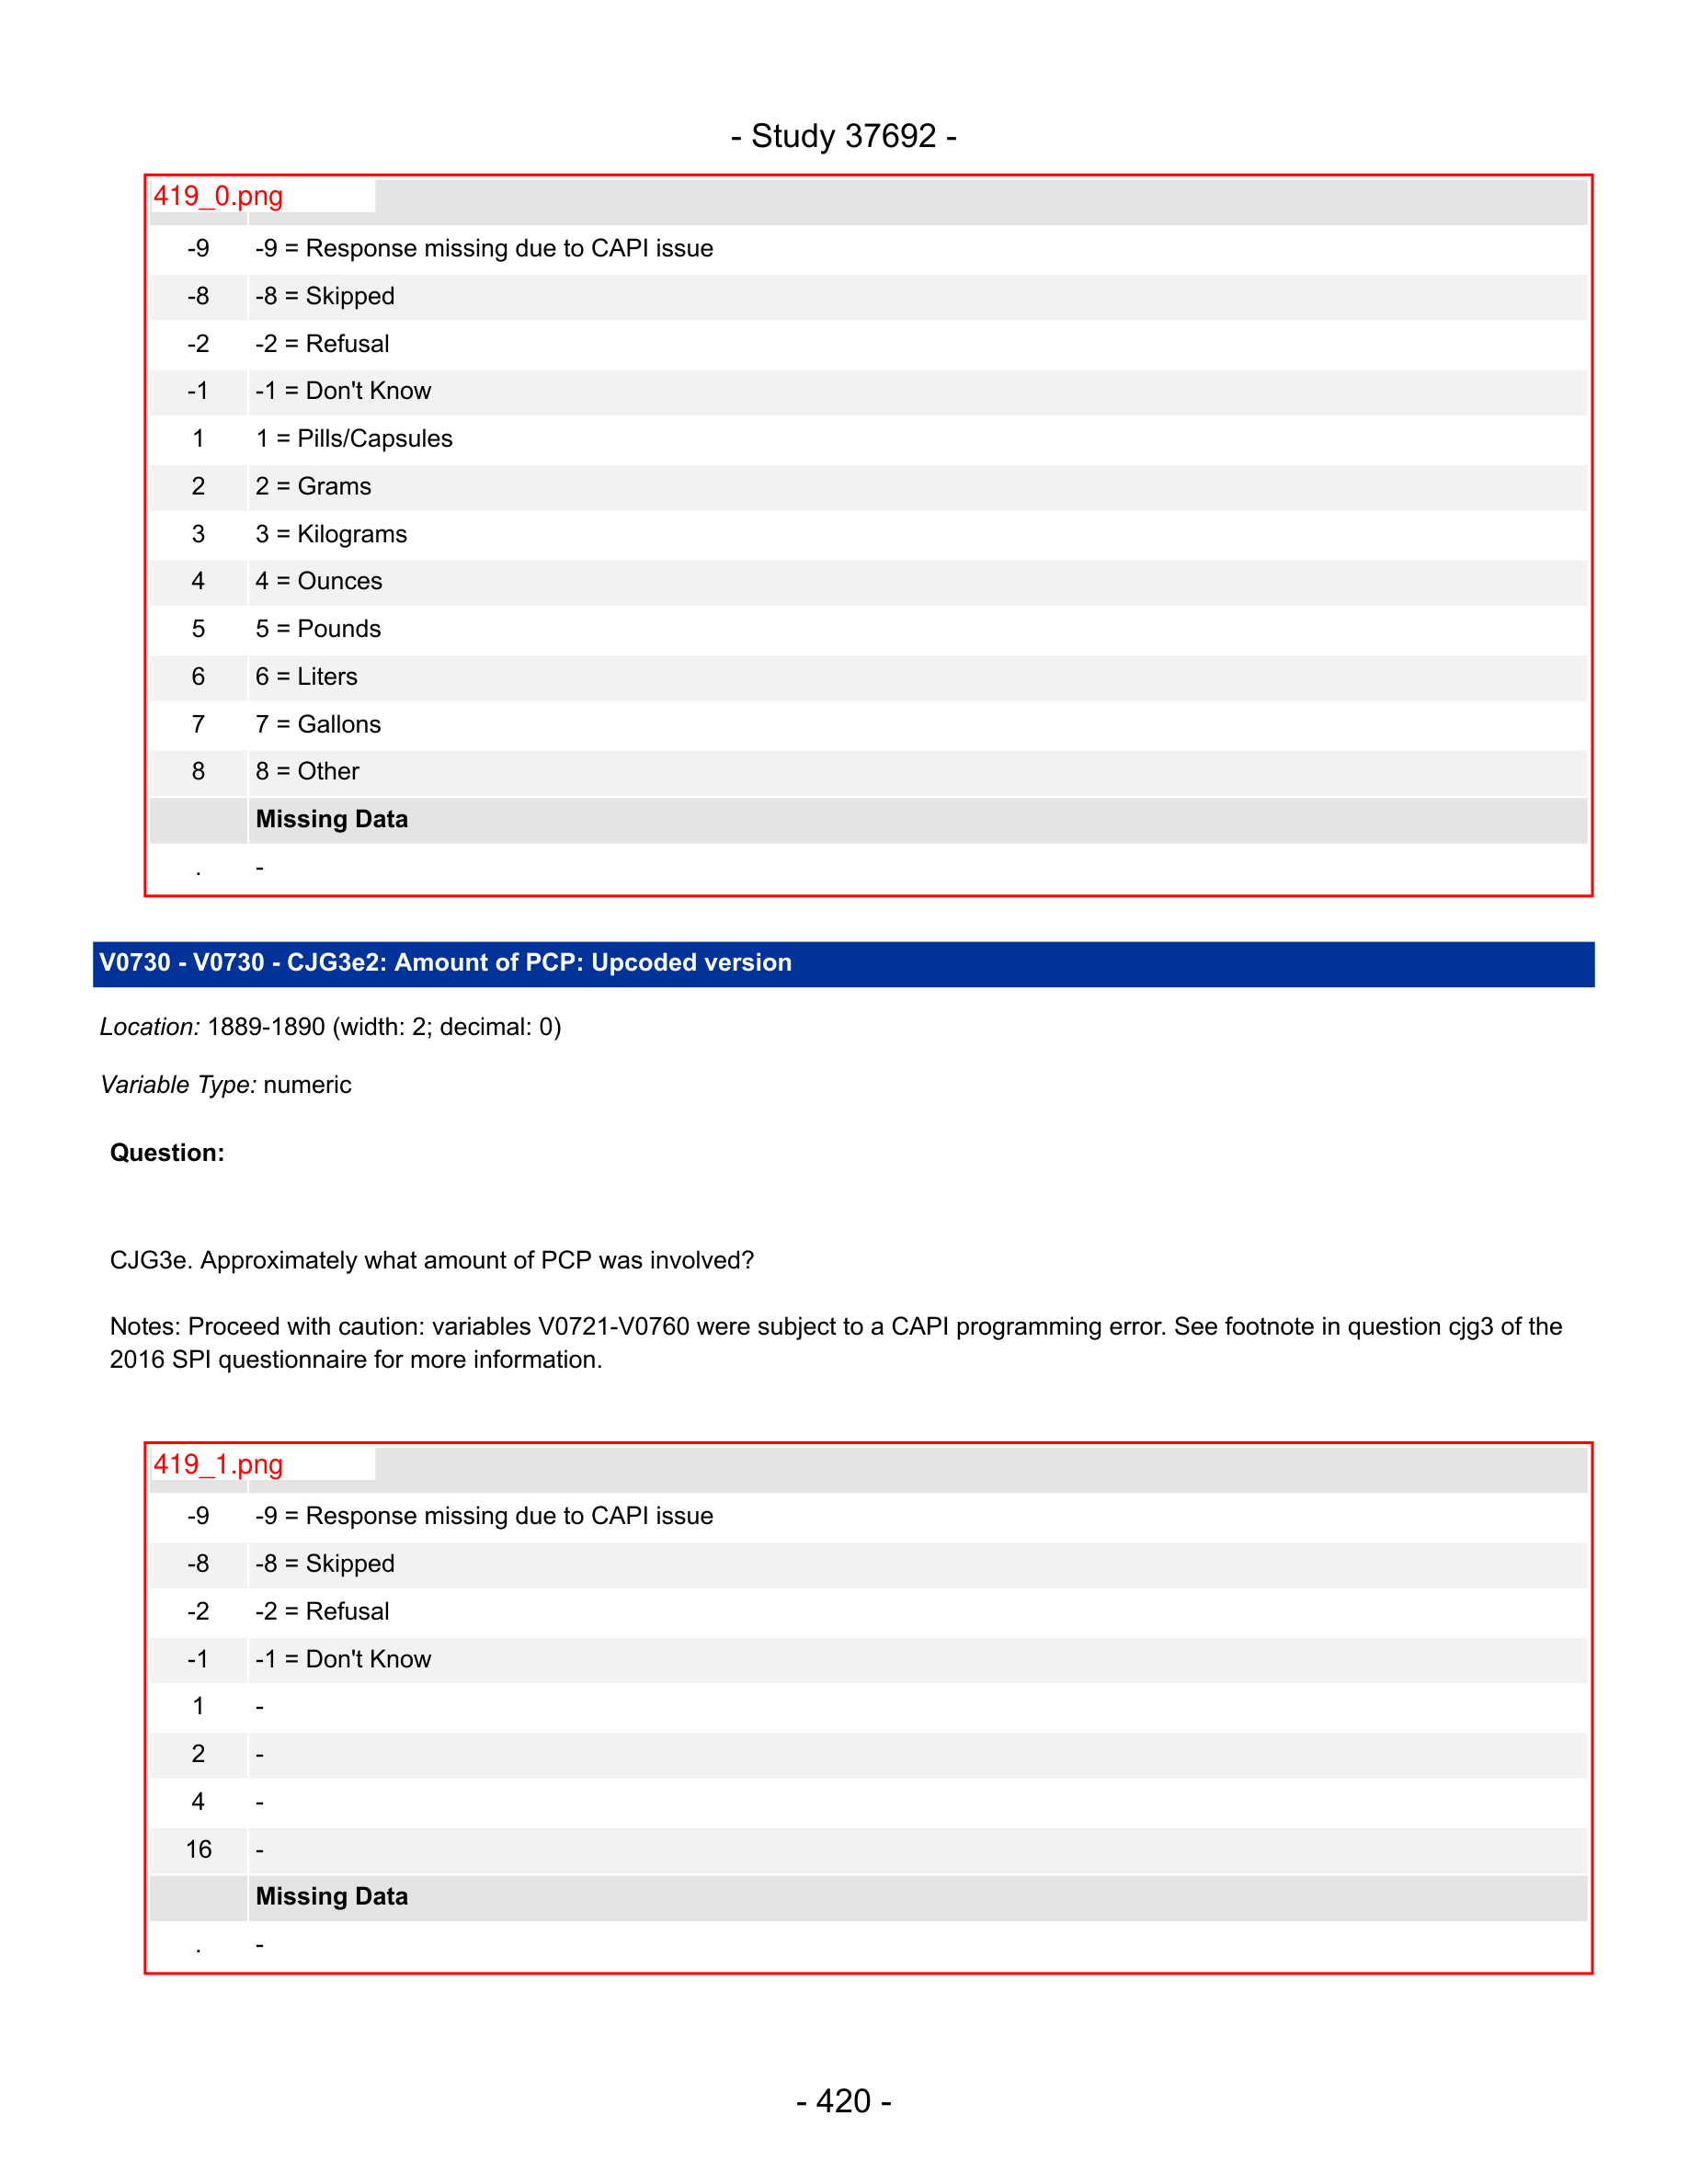 - Study 37692 -
419_0.png
-9 -9 = Response missing due to CAPI issue
-8 -8 = Skipped
-2 -2 = Refusal
-1 -1 = Don't Know
1 1 = Pills/Capsules
2 2 = Grams
3 3 = Kilograms
4 4 = Ounces
5 5 = Pounds
6 6 = Liters
7 7 = Gallons
8 8 = Other
Missing Data
. -
V0730 - V0730 - CJG3e2: Amount of PCP: Upcoded version
Location: 1889-1890 (width: 2; decimal: 0)
Variable Type: numeric
Question:
CJG3e. Approximately what amount of PCP was involved?
Notes: Proceed with caution: variables V0721-V0760 were subject to a CAPI programming error. See footnote in question cjg3 of the
2016 SPI questionnaire for more information.
419_1.png
-9 -9 = Response missing due to CAPI issue
-8 -8 = Skipped
-2 -2 = Refusal
-1 -1 = Don't Know
1 -
2 -
4 -
16 -
Missing Data
. -
- 420 -